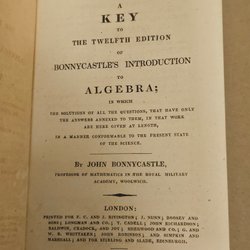 A
KEY
TO
THE TWELFTH EDITION
OF
BONNYCASTLE'S INTRODUCTION
TO
ALGEBRA;
IN WHICH
THE SOLUTIONS OF ALL THE QUESTIONS, THAT HAVE ONLY
THE ANSWERS ANNEXED TO THEM, IN THAT WORK
ARE HERE GIVEN AT LENGTH,
IN A MANNER CONFORMABLE TO THE PRESENT STATE
OF THE SCIENCE.
By JOHN BONNYCASTLE,
PROFESSOR OF MATHEMATICS IN THE ROYAL MILITARY
ACADEMY, WOOLWICH.
LONDON:
PRINTED FOR F. C. AND J. RIVINGTON; J. NUNN; BOOSEY AND
SONS; LONGMAN AND CO.; T. CADELL; JOHN RICHARDSON;
BALDWIN, CRADOCK, AND JOY; SHERWOOD AND CO.; G. AND
W. B. WHITTAKER; JOHN ROBINSON; AND SIMPKIN AND
MARSHALL; AND FOR STIRLING AND SLADE, EDINBURGH.